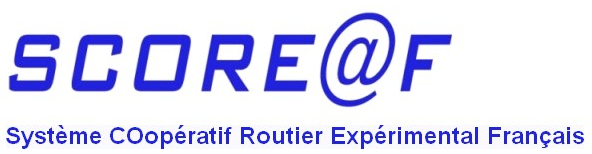 SCORE@F
Système COopératif Routier Expérimental Français